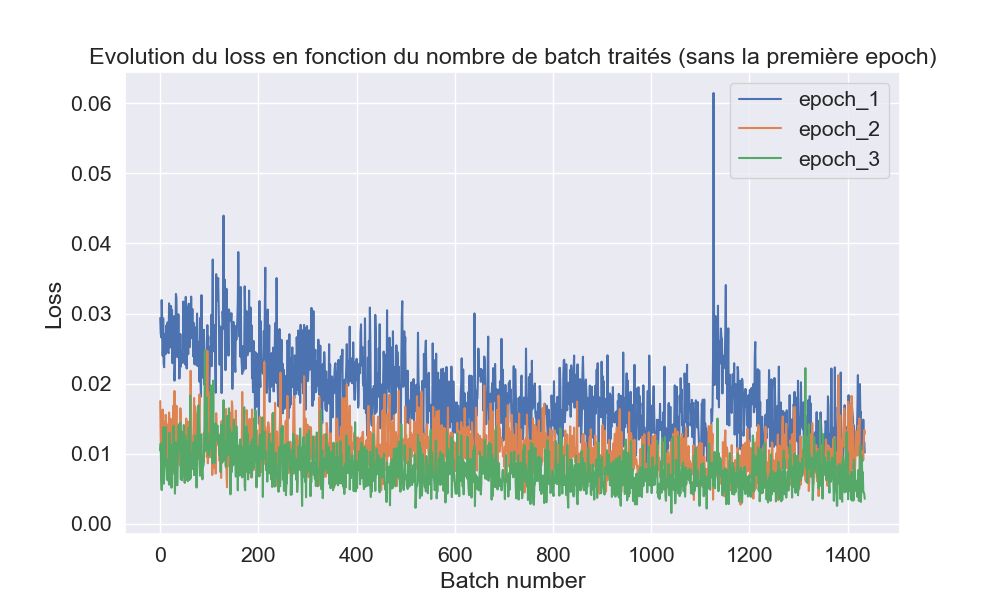 Evolution du loss en fonction du nombre de batch traités (sans la première epoch)
epoch_1
epoch_2
epoch_3
0.06
0.05
0.04
0.03
0.02
0.01
0.00
Loss
0 200 400 600 800 1000 1200 1400
Batch number